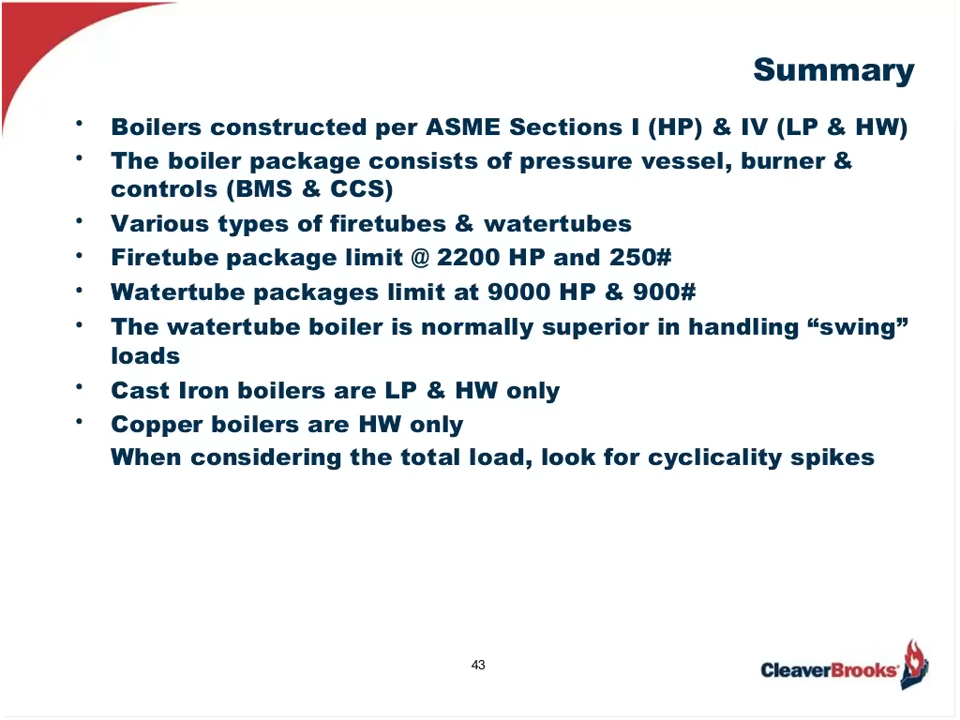 Summary
• Boilers constructed per ASME Sections I (HP) & IV (LP & HW)
• The boiler package consists of pressure vessel, burner &
controls (BMS & CCS)
• Various types of firetubes & watertubes
• Firetube package limit @ 2200 HP and 250#
• Watertube packages limit at 9000 HP & 900#
• The watertube boiler is normally superior in handling “swing”
loads
• Cast Iron boilers are LP & HW only
• Copper boilers are HW only
When considering the total load, look for cyclicality spikes
43
CleaverBrooks